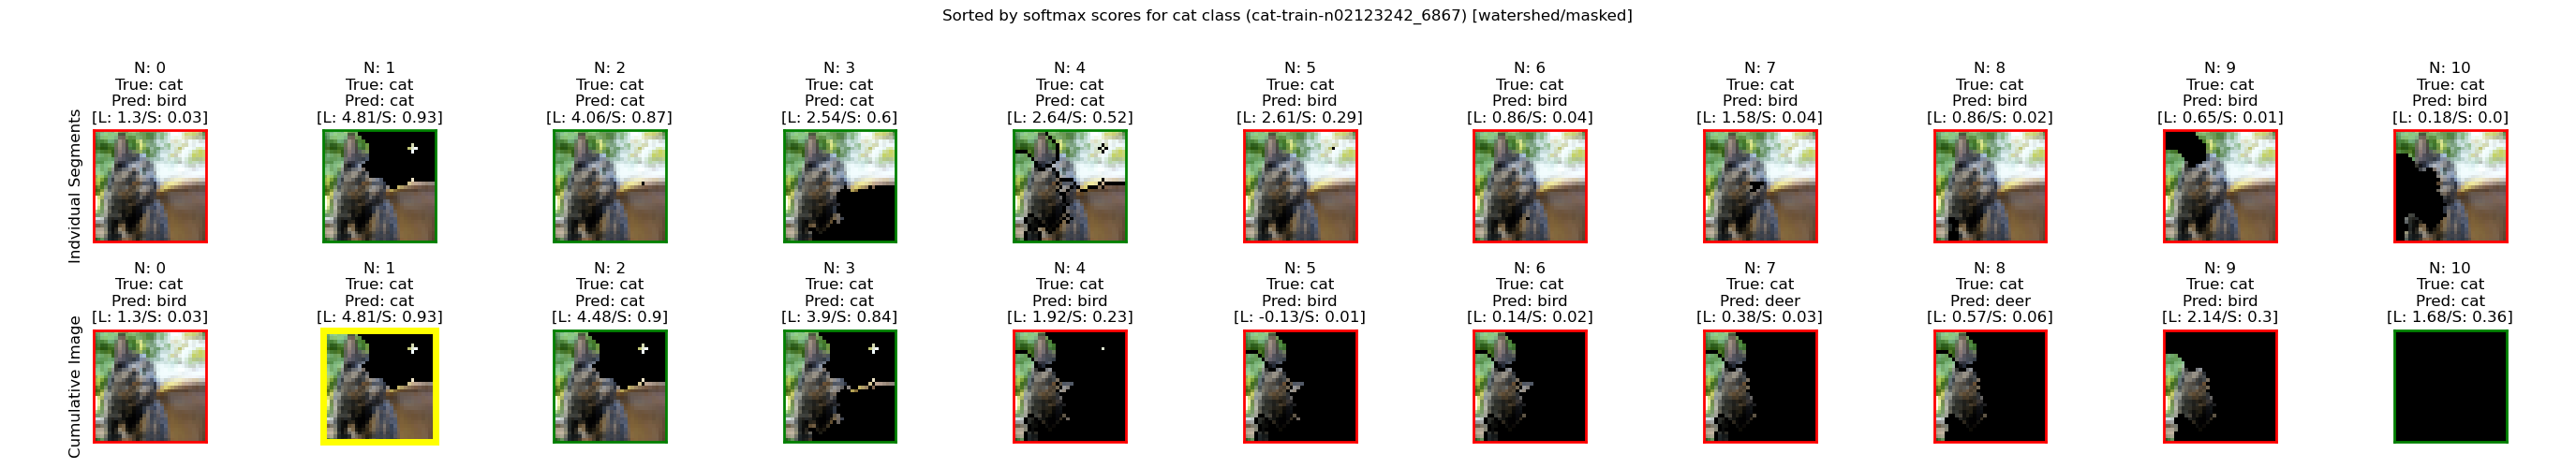 Sorted by softmax scores for cat class (cat-train-n02123242_6867) [watershed/masked]
Indvidual Segments
N: 0
True: cat
Pred: bird
[L: 1.3/S: 0.03]
N: 1
True: cat
Pred: cat
[L: 4.81/S: 0.93]
N: 2
True: cat
Pred: cat
[L: 4.06/S: 0.87]
N: 3
True: cat
Pred: cat
[L: 2.54/S: 0.6]
N: 4
True: cat
Pred: cat
[L: 2.64/S: 0.52]
N: 5
True: cat
Pred: bird
[L: 2.61/S: 0.29]
N: 6
True: cat
Pred: bird
[L: 0.86/S: 0.04]
N: 7
True: cat
Pred: bird
[L: 1.58/S: 0.04]
N: 8
True: cat
Pred: bird
[L: 0.86/S: 0.02]
N: 9
True: cat
Pred: bird
[L: 0.65/S: 0.01]
N: 10
True: cat
Pred: bird
[L: 0.18/S: 0.0]
Cumulative Image
N: 0
True: cat
Pred: bird
[L: 1.3/S: 0.03]
N: 1
True: cat
Pred: cat
[L: 4.81/S: 0.93]
N: 2
True: cat
Pred: cat
[L: 4.48/S: 0.9]
N: 3
True: cat
Pred: cat
[L: 3.9/S: 0.84]
N: 4
True: cat
Pred: bird
[L: 1.92/S: 0.23]
N: 5
True: cat
Pred: bird
[L: -0.13/S: 0.01]
N: 6
True: cat
Pred: bird
[L: 0.14/S: 0.02]
N: 7
True: cat
Pred: deer
[L: 0.38/S: 0.03]
N: 8
True: cat
Pred: deer
[L: 0.57/S: 0.06]
N: 9
True: cat
Pred: bird
[L: 2.14/S: 0.3]
N: 10
True: cat
Pred: cat
[L: 1.68/S: 0.36]